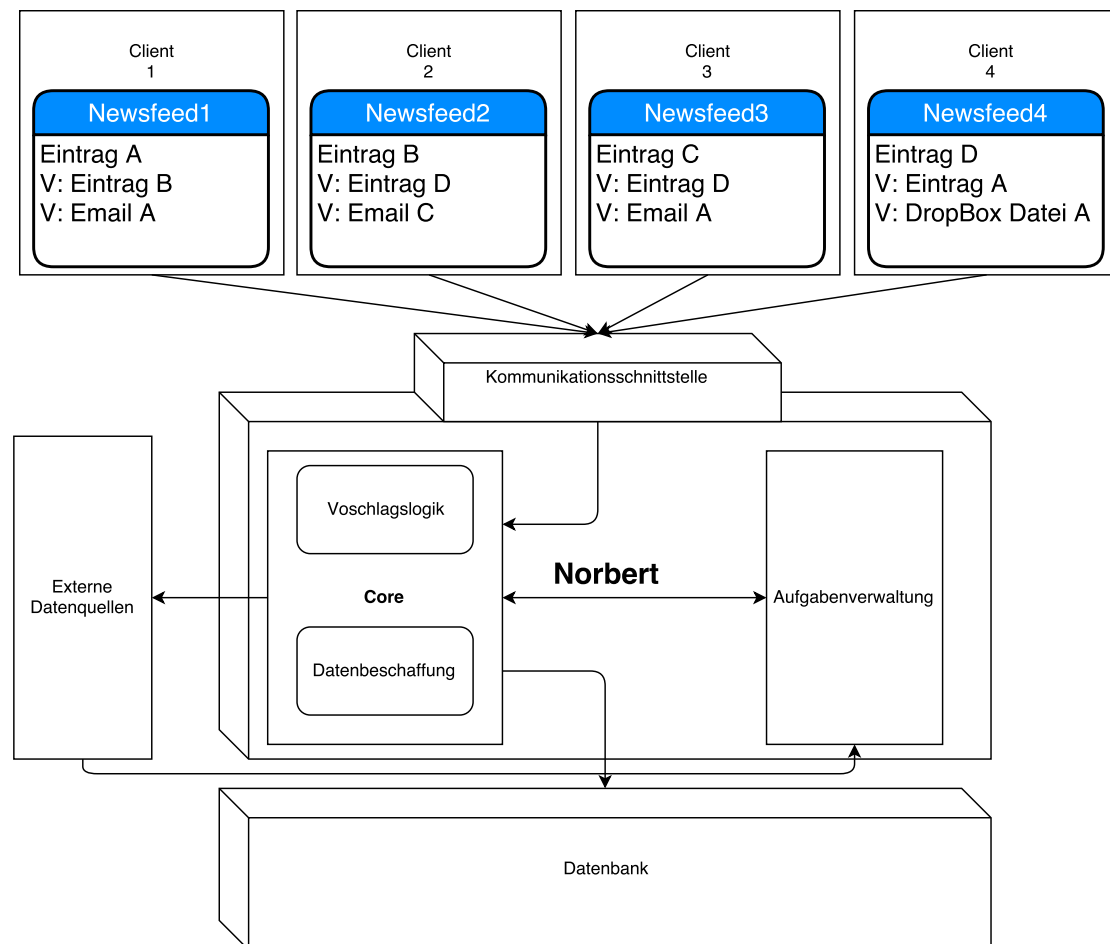 Client
1
Newsfeed1
Eintrag A
V: Eintrag B
V: Email A
Client
2
Newsfeed2
Eintrag B
V: Eintrag D
V: Email C
Client
3
Newsfeed3
Eintrag C
V: Eintrag D
V: Email A
Client
4
Newsfeed4
Eintrag D
V: Eintrag A
V: DropBox Datei A
Kommunikationsschnittstelle
Externe
Datenquellen
Voschlagslogik
Core
Datenbeschaffung
Norbert
Aufgabenverwaltung
Datenbank